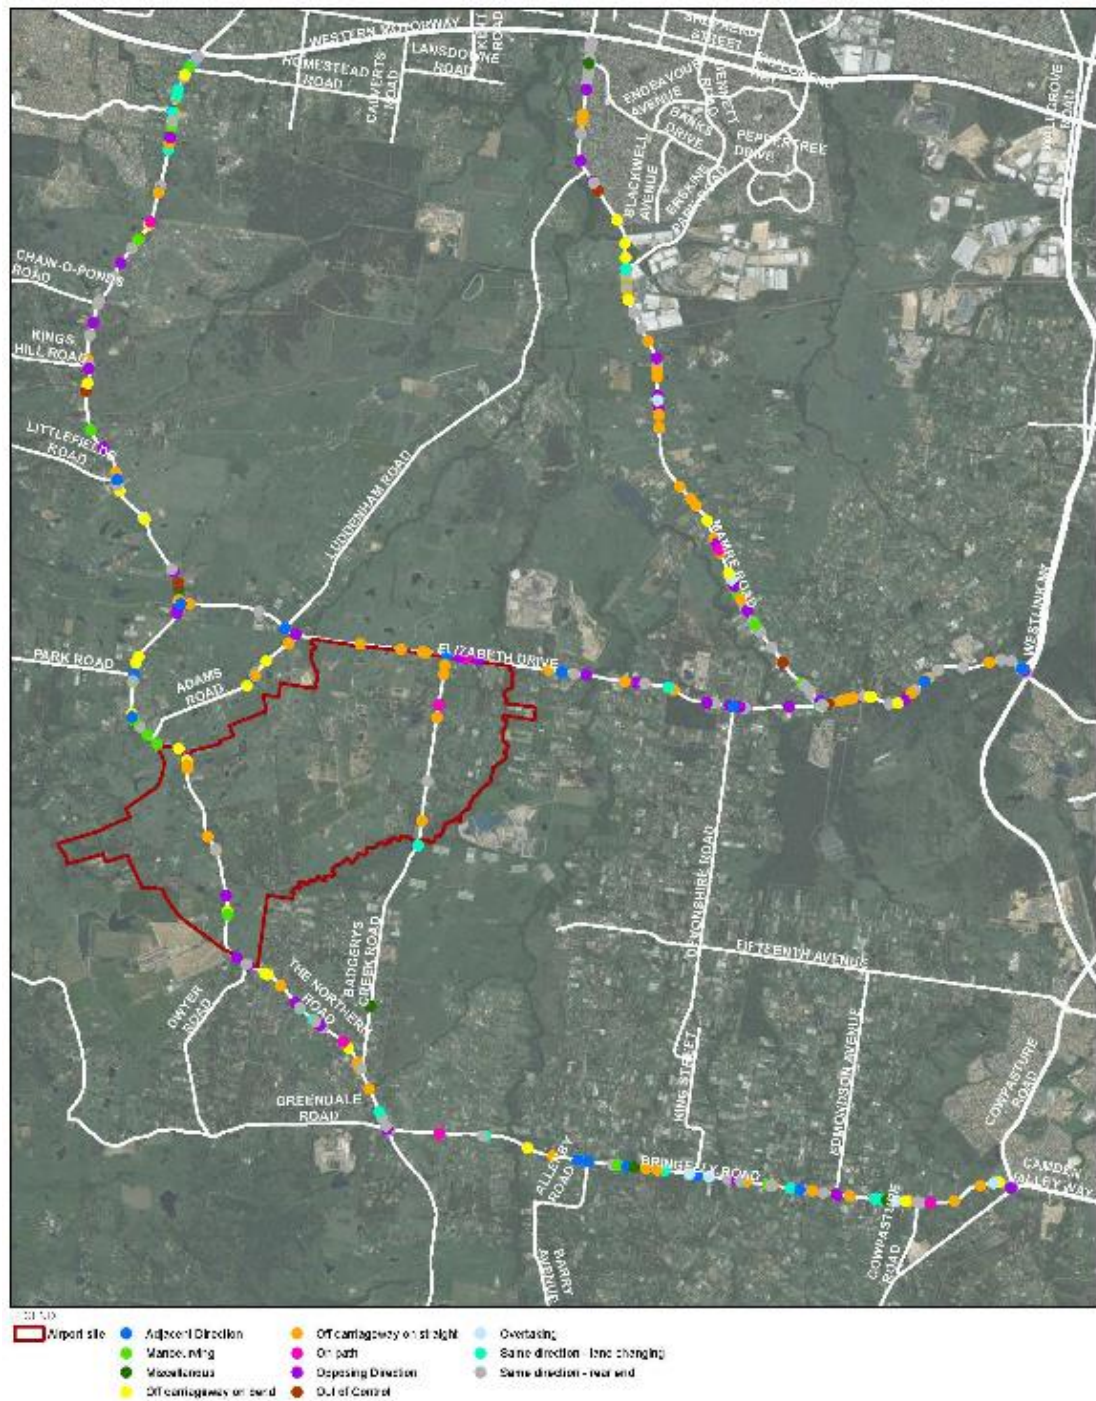 WESTERN MOTORWAY
HOMESTEAD
ROAD
CALVERTS
ROAD
LANSDOWNE
ROAD
KENT
ROAD
STREET
ENDEAVOUR
AVENUE
BENNETT
ROAD
BANKS
DRIVE
PEPPERTREE
DRIVE
BLACKWELL
AVENUE
ERSKINE
PARK ROAD
WALLGROVE
ROAD
CHAIN-O-PONDS
ROAD
KINGS
HILL ROAD
LITTLEFIELDS
ROAD
LUDDENHAM ROAD
MAMRE ROAD
WESTLINK M7
PARK ROAD
ADAMS
ROAD
ELIZABETH DRIVE
DEVONSHIRE ROAD
FIFTEENTH AVENUE
BADGERYS
CREEK ROAD
THE NORTHERN
ROAD
DWYER
ROAD
KING STREET
EDMONDSON AVENUE
COWPASTURE
ROAD
GREENDALE
ROAD
ALLENBY
ROAD
BRINGELLY ROAD
CAMDEN
VALLEY WAY
COWPASTURE
ROAD
BARRY
AVENUE
LEGEND
Airport site
Adjacent Direction
Manoeuvring
Miscellaneous
Off carriageway on bend
Off carriageway on straight
On path
Opposing Direction
Out of Control
Overtaking
Same direction - lane changing
Same direction - rear end